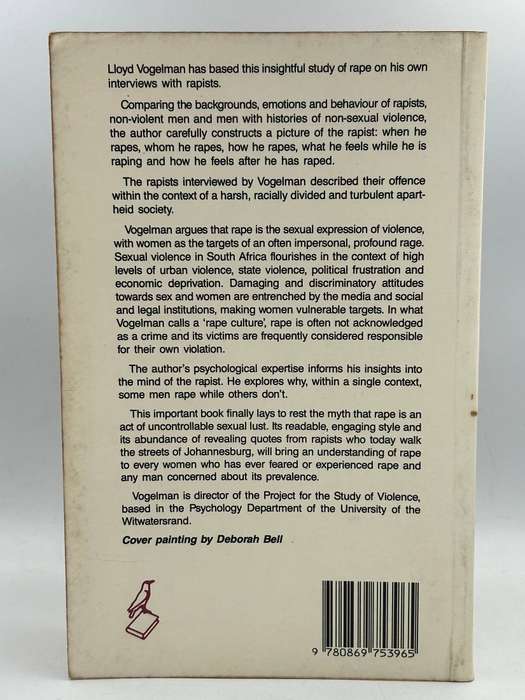 Lloyd Vogelman has based this insightful study of rape on his own
interviews with rapists.
Comparing the backgrounds, emotions and behaviour of rapists,
non-violent men and men with histories of non-sexual violence,
the author carefully constructs a picture of the rapist: when he
rapes, whom he rapes, how he rapes, what he feels while he is
raping and how he feels after he has raped.
The rapists interviewed by Vogelman described their offence
within the context of a harsh, racially divided and turbulent apart-
heid society.
Vogelman argues that rape is the sexual expression of violence,
with women as the targets of an often impersonal, profound rage.
Sexual violence in South Africa flourishes in the context of high
levels of urban violence, state violence, political frustration and
economic deprivation. Damaging and discriminatory attitudes
towards sex and women are entrenched by the media and social
and legal institutions, making women vulnerable targets. In what
Vogelman calls a 'rape culture', rape is often not acknowledged
as a crime and its victims are frequently considered responsible
for their own violation.
The author's psychological expertise informs his insights into
the mind of the rapist. He explores why, within a single context,
some men rape while others don't.
This important book finally lays to rest the myth that rape is an
act of uncontrollable sexual lust. Its readable, engaging style and
its abundance of revealing quotes from rapists who today walk
the streets of Johannesburg, will bring an understanding of rape
to every women who has ever feared or experienced rape and
any man concerned about its prevalence.
Vogelman is director of the Project for the Study of Violence,
based in the Psychology Department of the University of the
Witwatersrand.
Cover painting by Deborah Bell
9 780869 753965